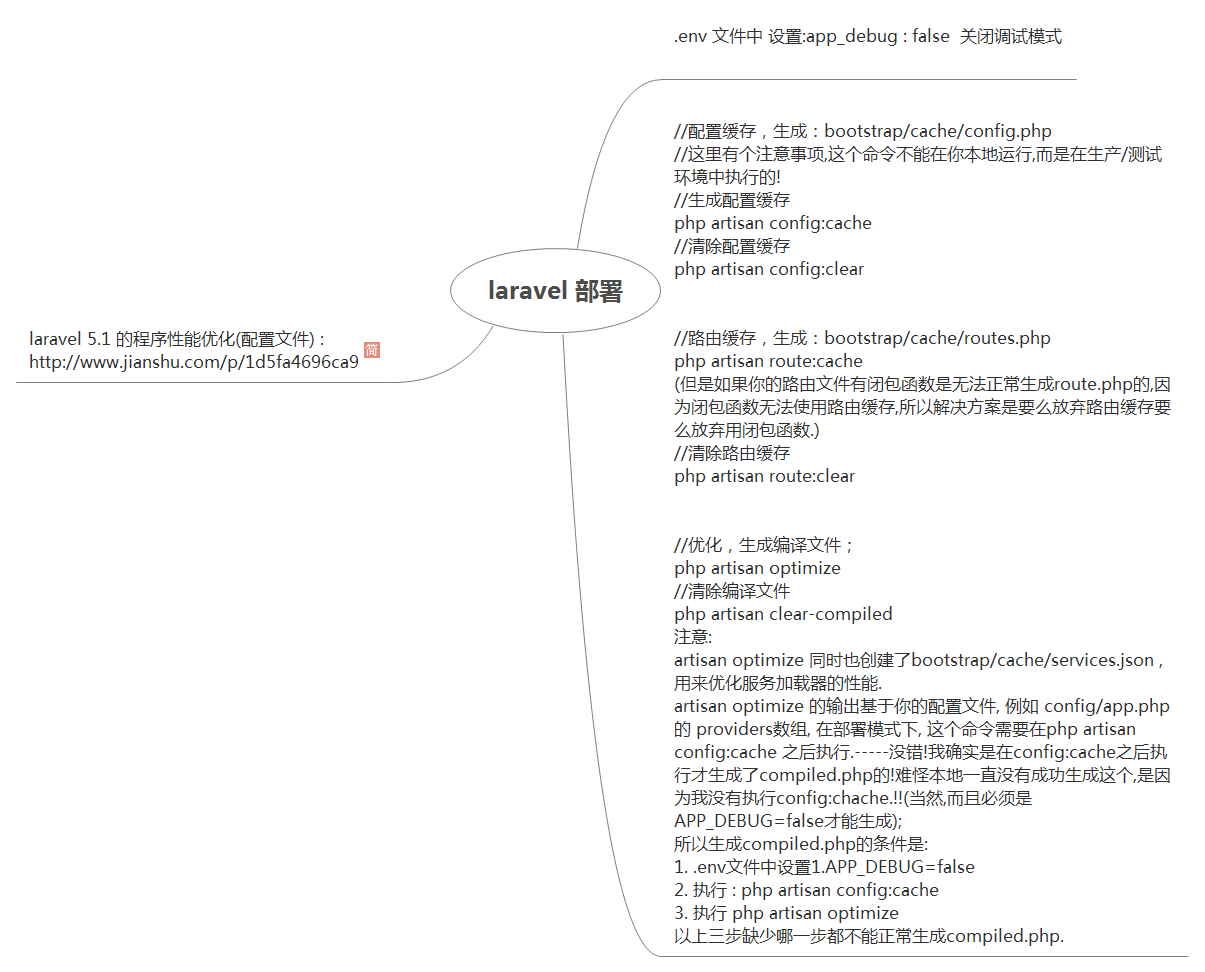 .env 文件中 设置:app_debug : false  关闭调试模式
//配置缓存，生成：bootstrap/cache/config.php
//这里有个注意事项,这个命令不能在你本地运行,而是在生产/测试
环境中执行的!
//生成配置缓存
php artisan config:cache
//清除配置缓存
php artisan config:clear
laravel 部署
laravel 5.1 的程序性能优化(配置文件)：
http://www.jianshu.com/p/1d5fa4696ca9
简
//路由缓存，生成：bootstrap/cache/routes.php
php artisan route:cache
(但是如果你的路由文件有闭包函数是无法正常生成route.php的,因
为闭包函数无法使用路由缓存,所以解决方案是要么放弃路由缓存要
么放弃用闭包函数.)
//清除路由缓存
php artisan route:clear
//优化，生成编译文件；
php artisan optimize
//清除编译文件
php artisan clear-compiled
注意:
artisan optimize 同时也创建了bootstrap/cache/services.json ,
用来优化服务加载器的性能.
artisan optimize 的输出基于你的配置文件, 例如 config/app.php
的 providers数组, 在部署模式下, 这个命令需要在php artisan
config:cache 之后执行.-----没错!我确实是在config:cache之后执
行才生成了compiled.php的!难怪本地一直没有成功生成这个,是因
为我没有执行config:chache.!!(当然,而且必须是
APP_DEBUG=false才能生成);
所以生成compiled.php的条件是:
1. .env文件中设置1.APP_DEBUG=false
2. 执行 : php artisan config:cache
3. 执行 php artisan optimize
以上三步缺少哪一步都不能正常生成compiled.php.